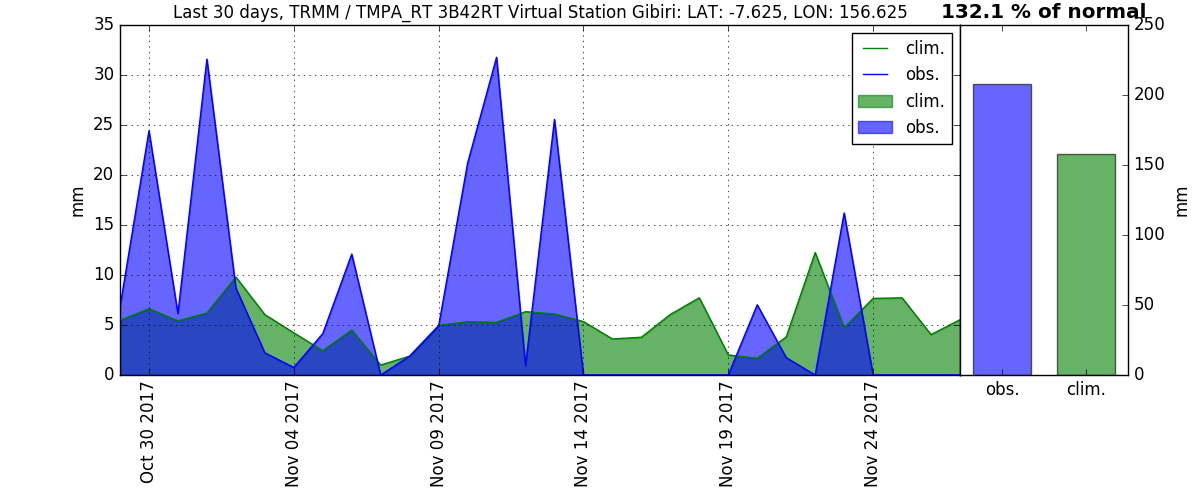 Last 30 days, TRMM / TMPA_RT 3B42RT Virtual Station Gibiri: LAT: -7.625, LON: 156.625
132.1 % of normal
35
30
25
20
15
10
5
0
mm
clim.
obs.
clim.
obs.
250
200
150
100
50
0
mm
obs.
clim.
Oct 30 2017
Nov 04 2017
Nov 09 2017
Nov 14 2017
Nov 19 2017
Nov 24 2017